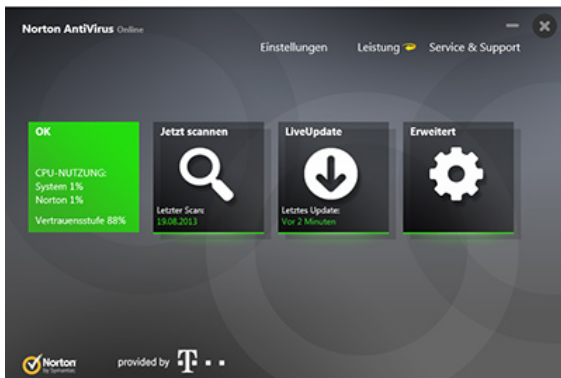 Norton AntiVirus Online
Einstellungen Leistung Service & Support
OK
CPU-NUTZUNG:
System 1%
Norton 1%
Vertrauensstufe 88%
Jetzt scannen
Letzter Scan:
19.08.2013
LiveUpdate
Letztes Update:
Vor 2 Minuten
Erweitert
Norton
by Symantec
provided by T